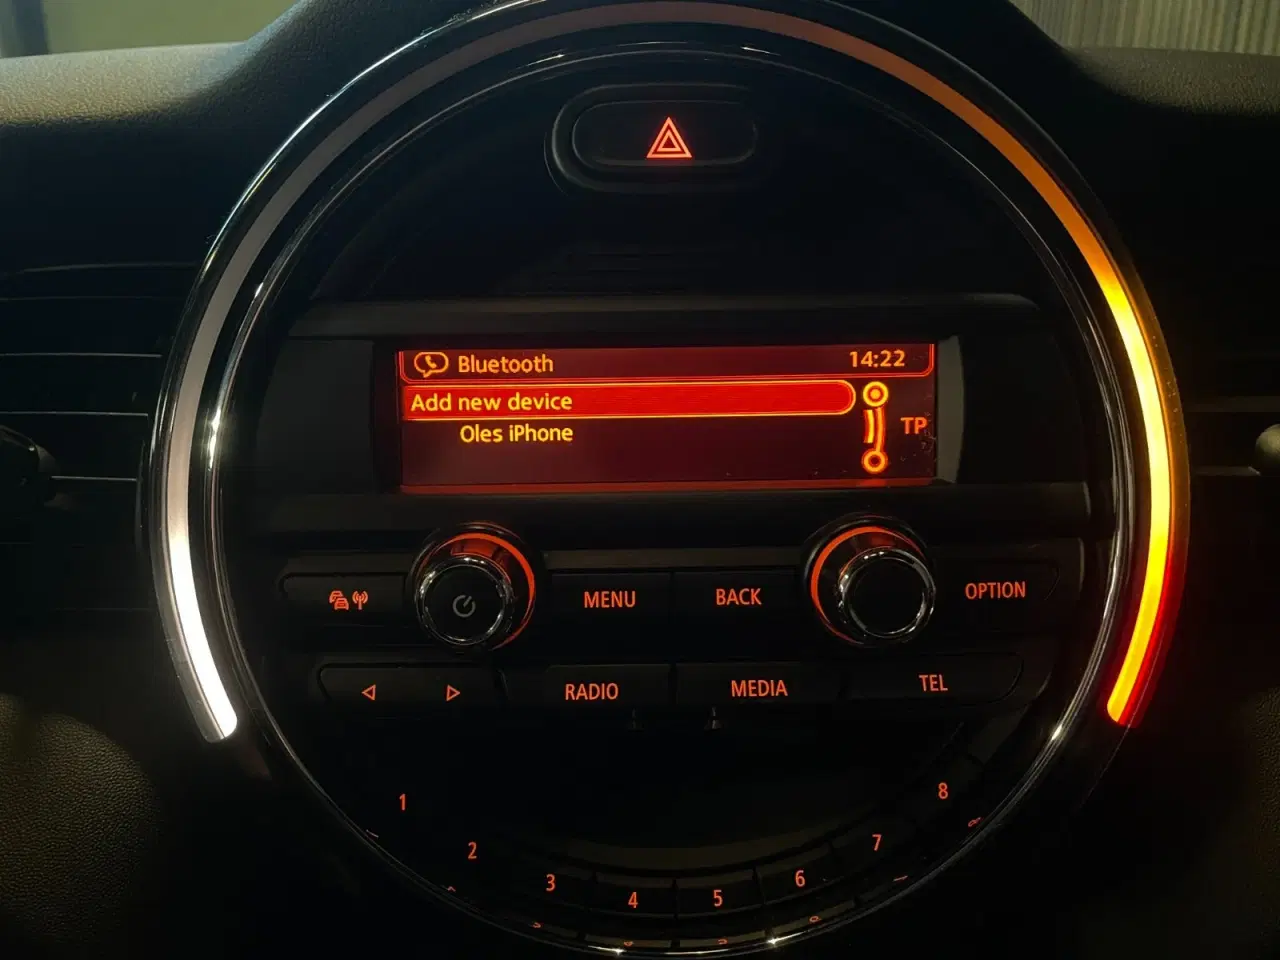 Bluetooth 14:22
Add new device
Oles iPhone
TP
MENU BACK OPTION
RADIO MEDIA TEL
1 2 3 4 5 6 7 8